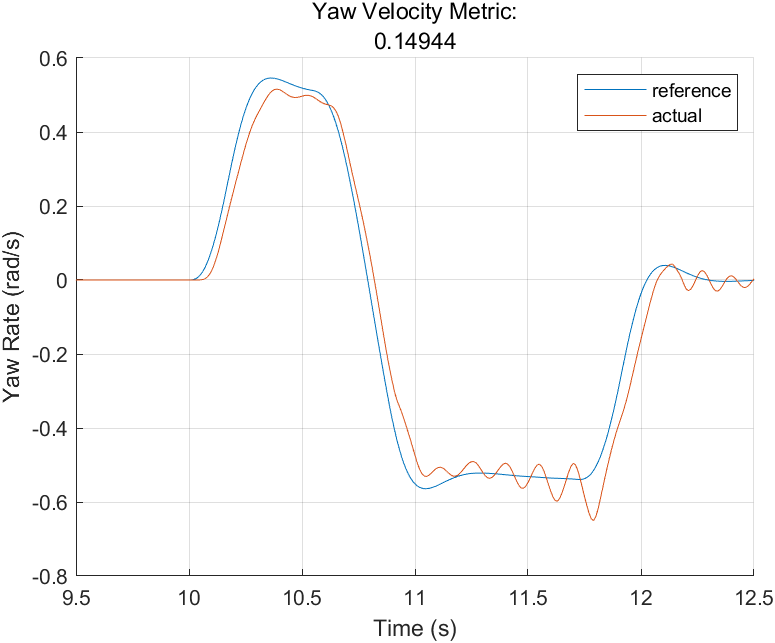 Yaw Velocity Metric:
0.14944
reference
actual
Yaw Rate (rad/s)
0.6
0.4
0.2
0
-0.2
-0.4
-0.6
-0.8
9.5 10 10.5 11 11.5 12 12.5
Time (s)